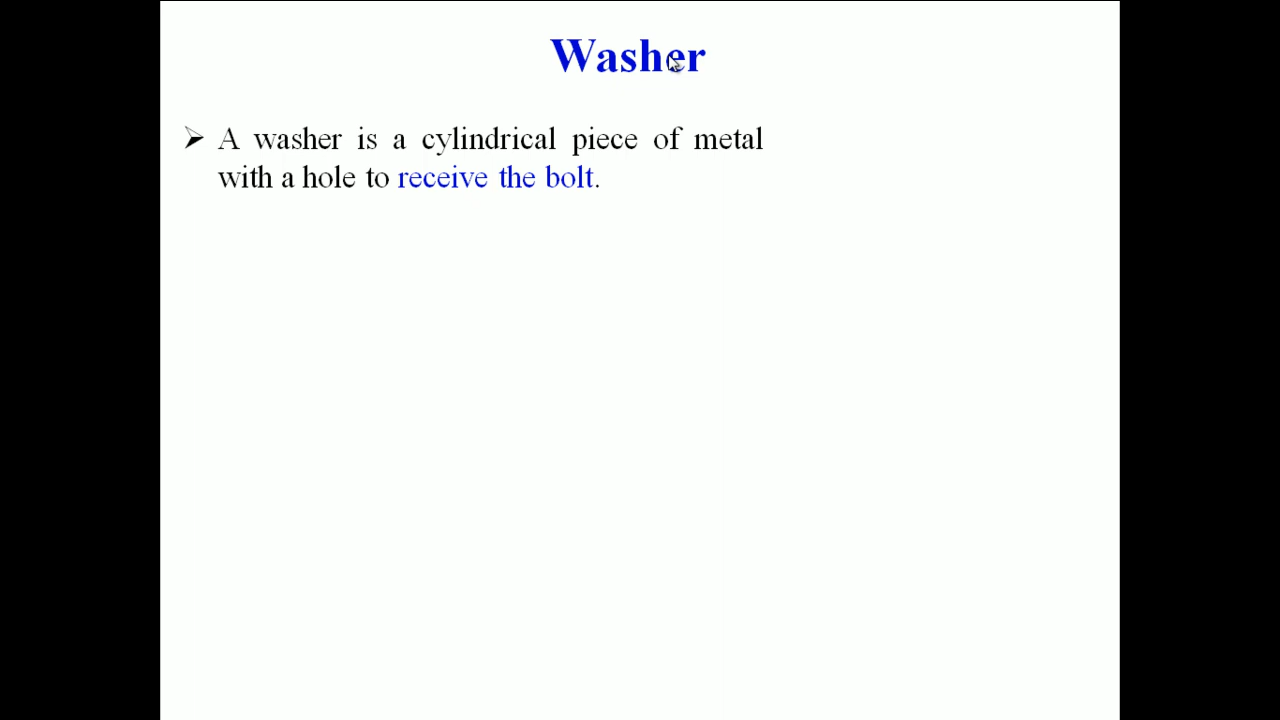 Washer
➢ A washer is a cylindrical piece of metal
with a hole to receive the bolt.